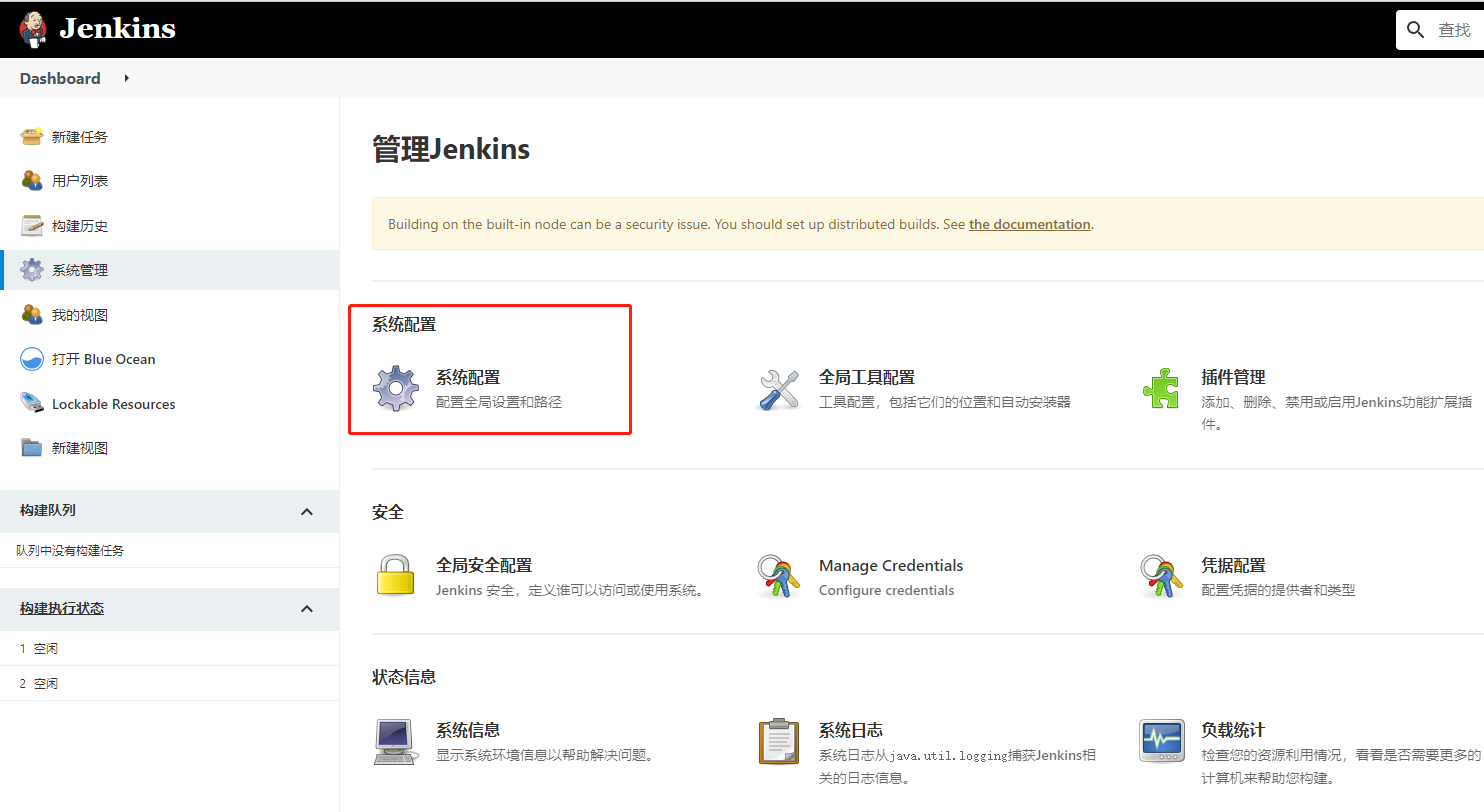 Jenkins
查找
Dashboard
新建任务
用户列表
构建历史
系统管理
我的视图
打开 Blue Ocean
Lockable Resources
新建视图
构建队列
队列中没有构建任务
构建执行状态
1 空闲
2 空闲
管理Jenkins
Building on the built-in node can be a security issue. You should set up distributed builds. See the documentation.
系统配置
系统配置
配置全局设置和路径
全局工具配置
工具配置，包括它们的位置和自动安装器
插件管理
添加、删除、禁用或启用Jenkins功能扩展插
件。
安全
全局安全配置
Jenkins 安全，定义谁可以访问或使用系统。
Manage Credentials
Configure credentials
凭据配置
配置凭据的提供者和类型
状态信息
系统信息
显示系统环境信息以帮助解决问题。
系统日志
系统日志从java.util.logging捕获Jenkins相
关的日志信息。
负载统计
检查您的资源利用情况，看看是否需要更多的
计算机来帮助您构建。